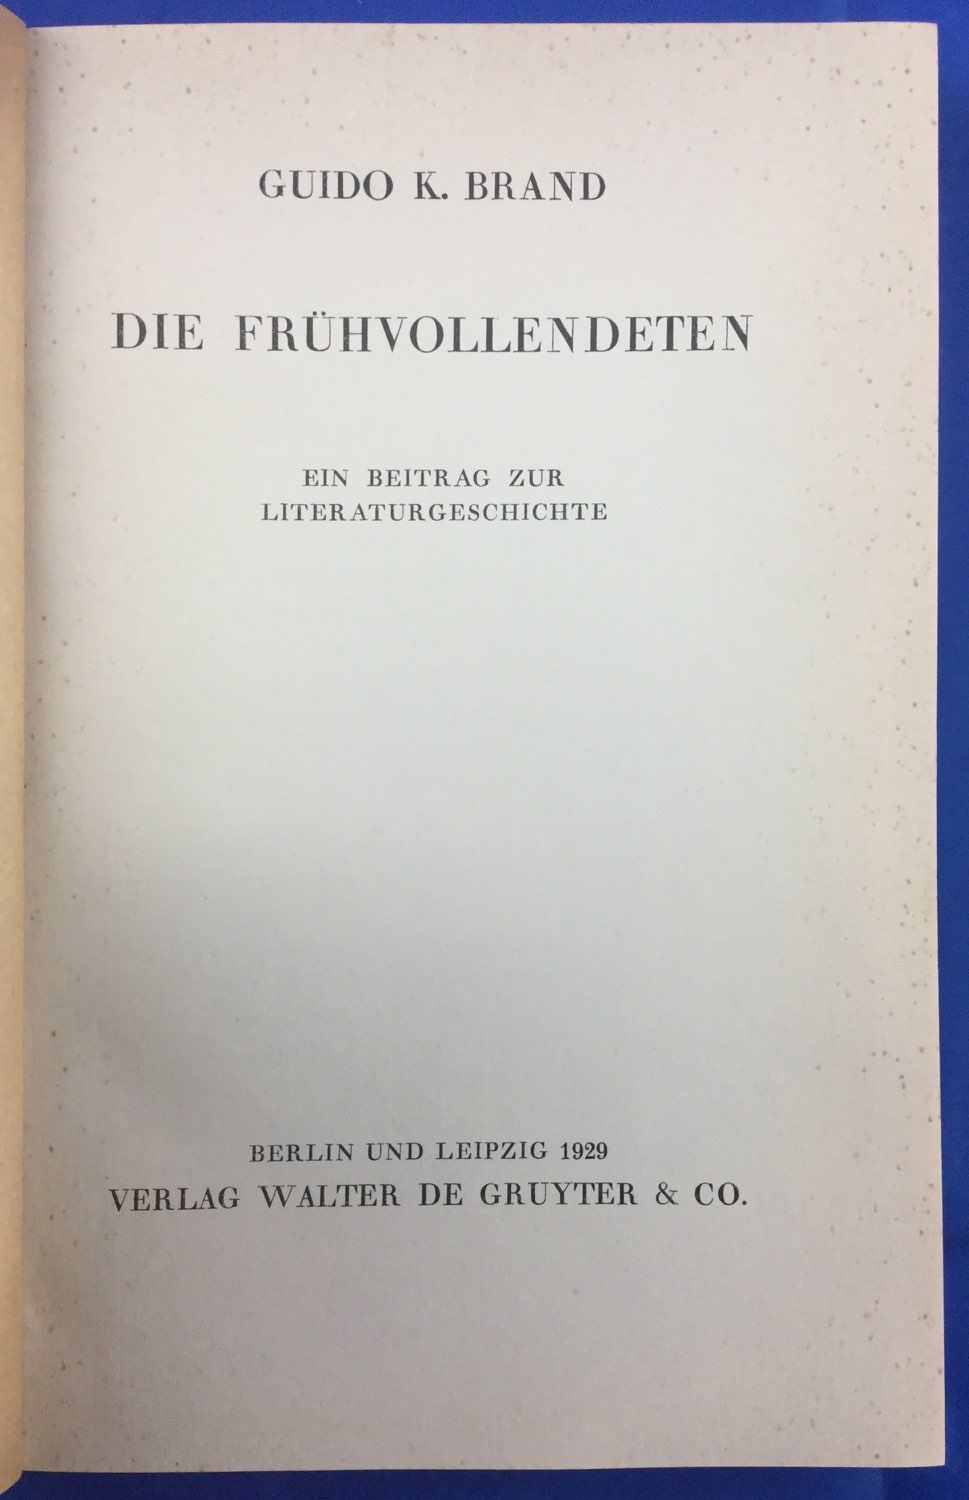 GUIDO K. BRAND
DIE FRÜHVOLLENDETEN
EIN BEITRAG ZUR
LITERATURGESCHICHTE
BERLIN UND LEIPZIG 1929
VERLAG WALTER DE GRUYTER & CO.